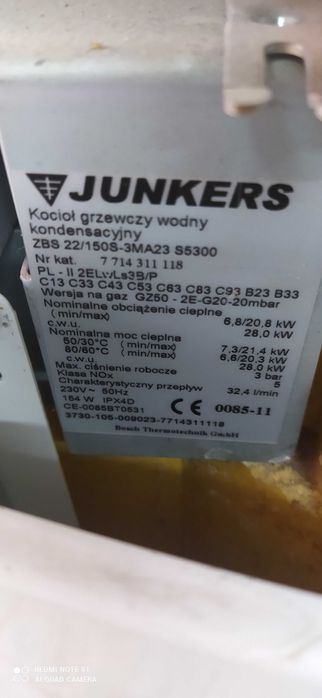 JUNKERS
Kocioł grzewczy wodny
kondensacyjny
ZBS 22/150S-3MA23 S5300
Nr kat. 7 714 311 118
PL - II 2ELwLs3B/P
C13 C33 C43 C53 C63 C83 C93 B23 B33
Wersja na gaz GZ50 - 2E-G20-20mbar
Nominalne obciążenie cieplne
(min/max) 6,8/20,8 kW
c.w.u. 28,0 kW
Nominalna moc cieplna
50/30°C (min/max) 7,3/21,4 kW
80/60°C (min/max) 6,6/20,3 kW
c.w.u. 28,0 kW
Max. ciśnienie robocze 3 bar
Klasa NOx 5
Charakterystyczny przepływ 32,4 l/min
230V~ 50Hz
154 W IPX4D
CE-0085BT0531 CE 0085-11
3730-105-009023-7714311118
Bosch Thermotechnik GmbH
REDMI NOTE 8T
AI QUAD CAMERA